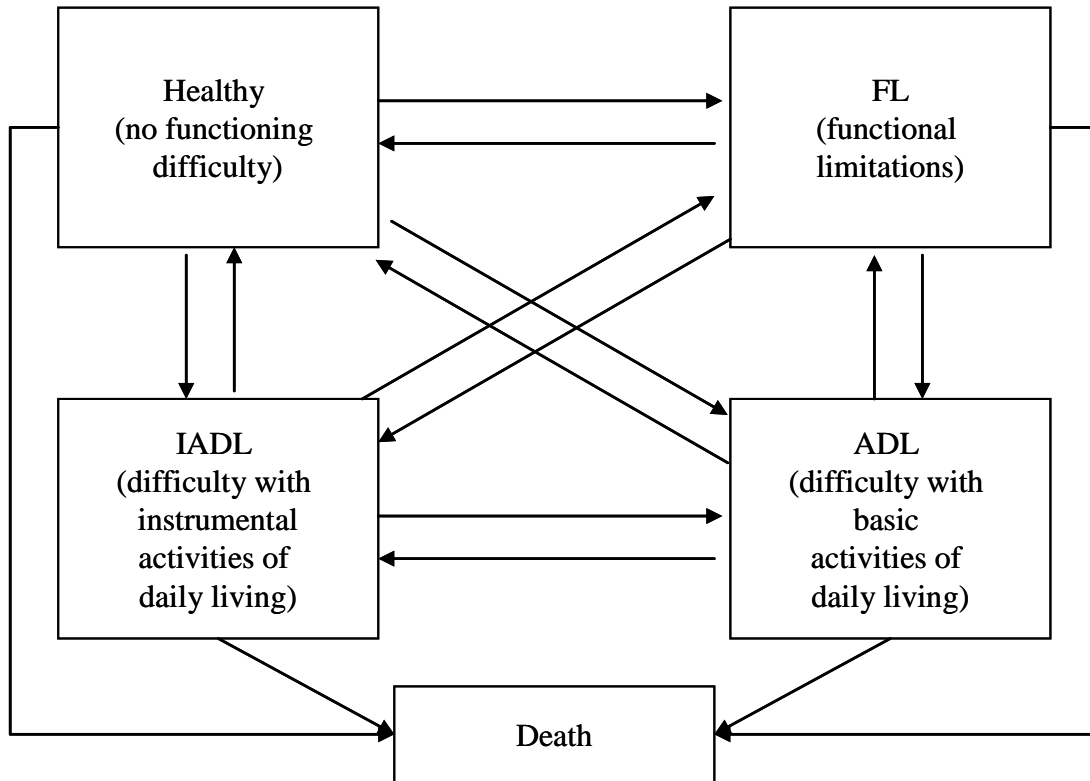 Healthy
(no functioning
difficulty)
FL
(functional
limitations)
IADL
(difficulty with
instrumental
activities of
daily living)
ADL
(difficulty with
basic
activities of
daily living)
Death